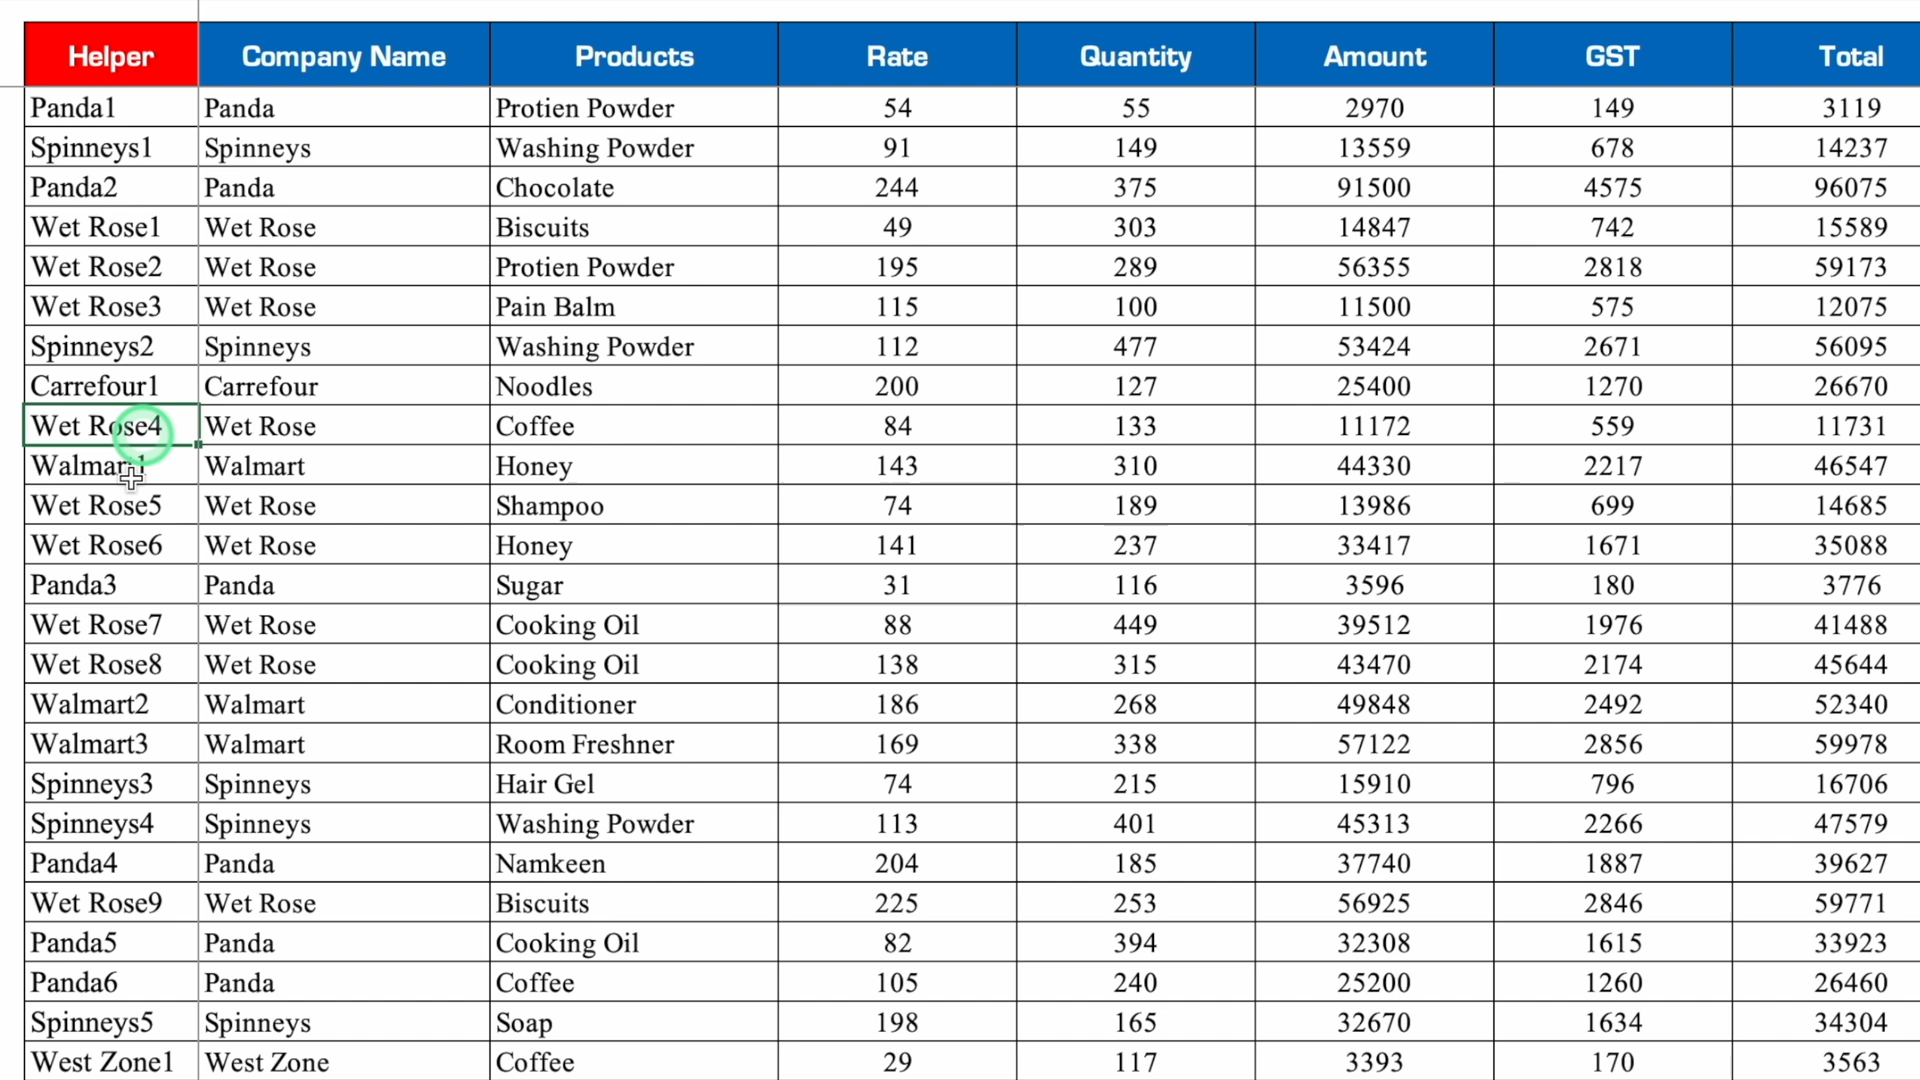 Helper Company Name Products Rate Quantity Amount GST Total
Panda1 Panda Protien Powder 54 55 2970 149 3119
Spinneys1 Spinneys Washing Powder 91 149 13559 678 14237
Panda2 Panda Chocolate 244 375 91500 4575 96075
Wet Rose1 Wet Rose Biscuits 49 303 14847 742 15589
Wet Rose2 Wet Rose Protien Powder 195 289 56355 2818 59173
Wet Rose3 Wet Rose Pain Balm 115 100 11500 575 12075
Spinneys2 Spinneys Washing Powder 112 477 53424 2671 56095
Carrefour1 Carrefour Noodles 200 127 25400 1270 26670
Wet Rose4 Wet Rose Coffee 84 133 11172 559 11731
Walmart1 Walmart Honey 143 310 44330 2217 46547
Wet Rose5 Wet Rose Shampoo 74 189 13986 699 14685
Wet Rose6 Wet Rose Honey 141 237 33417 1671 35088
Panda3 Panda Sugar 31 116 3596 180 3776
Wet Rose7 Wet Rose Cooking Oil 88 449 39512 1976 41488
Wet Rose8 Wet Rose Cooking Oil 138 315 43470 2174 45644
Walmart2 Walmart Conditioner 186 268 49848 2492 52340
Walmart3 Walmart Room Freshner 169 338 57122 2856 59978
Spinneys3 Spinneys Hair Gel 74 215 15910 796 16706
Spinneys4 Spinneys Washing Powder 113 401 45313 2266 47579
Panda4 Panda Namkeen 204 185 37740 1887 39627
Wet Rose9 Wet Rose Biscuits 225 253 56925 2846 59771
Panda5 Panda Cooking Oil 82 394 32308 1615 33923
Panda6 Panda Coffee 105 240 25200 1260 26460
Spinneys5 Spinneys Soap 198 165 32670 1634 34304
West Zone1 West Zone Coffee 29 117 3393 170 3563